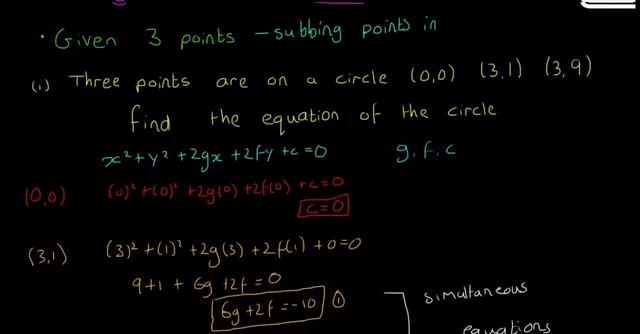 • Given 3 points – subbing points in
(i) Three points are on a circle (0,0) (3,1) (3,9)
find the equation of the circle
x² + y² + 2gx + 2fy + c = 0 g, f, c
(0,0) (0)² + (0)² + 2g(0) + 2f(0) + c = 0
c = 0
(3,1) (3)² + (1)² + 2g(3) + 2f(1) + 0 = 0
9 + 1 + 6g + 2f = 0
6g + 2f = -10 ①
simultaneous
equations